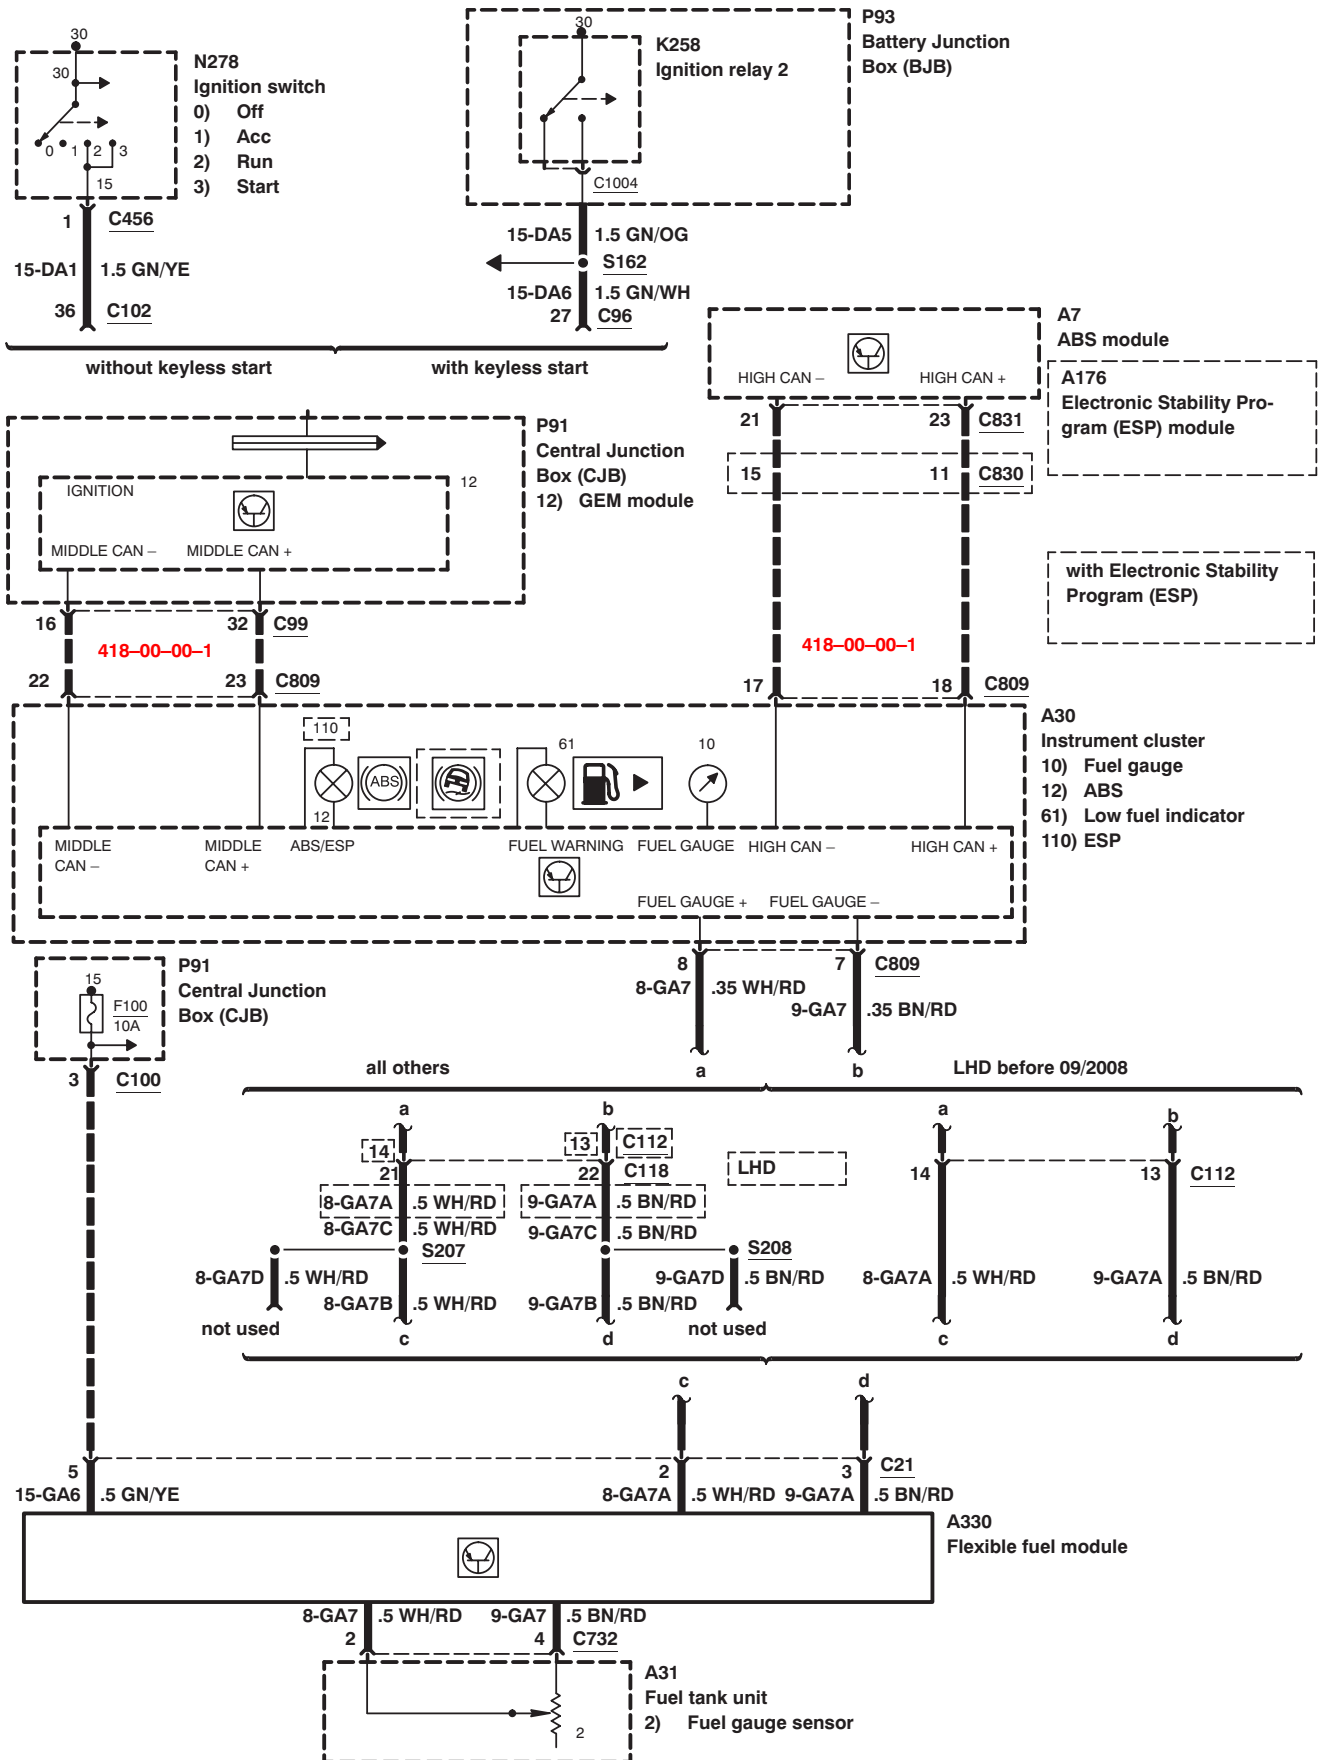 30
30
0 1 2 3
15
N278
Ignition switch
0) Off
1) Acc
2) Run
3) Start
1 C456
15-DA1 1.5 GN/YE
36 C102
30
K258
Ignition relay 2
C1004
P93
Battery Junction
Box (BJB)
15-DA5 1.5 GN/OG
S162
15-DA6 1.5 GN/WH
27 C96
without keyless start
with keyless start
HIGH CAN – HIGH CAN +
A7
ABS module
A176
Electronic Stability Pro-
gram (ESP) module
21 23 C831
15 11 C830
with Electronic Stability
Program (ESP)
IGNITION
12
MIDDLE CAN – MIDDLE CAN +
P91
Central Junction
Box (CJB)
12) GEM module
16 32 C99
418–00–00–1
22 23 C809
418–00–00–1
17 18 C809
110
12
ABS
61
10
MIDDLE
CAN –
MIDDLE
CAN +
ABS/ESP
FUEL WARNING
FUEL GAUGE
HIGH CAN –
HIGH CAN +
FUEL GAUGE + FUEL GAUGE –
A30
Instrument cluster
10) Fuel gauge
12) ABS
61) Low fuel indicator
110) ESP
15
F100
10A
P91
Central Junction
Box (CJB)
3 C100
8 7 C809
8-GA7 .35 WH/RD
9-GA7 .35 BN/RD
a b
all others
LHD before 09/2008
a b
14 13 C112
21 22 C118
LHD
8-GA7A .5 WH/RD 9-GA7A .5 BN/RD
8-GA7C .5 WH/RD 9-GA7C .5 BN/RD
S207 S208
8-GA7D .5 WH/RD 9-GA7D .5 BN/RD
8-GA7B .5 WH/RD 9-GA7B .5 BN/RD
not used not used
c d
a b
14 13 C112
8-GA7A .5 WH/RD 9-GA7A .5 BN/RD
c d
c d
5 2 3 C21
15-GA6 .5 GN/YE 8-GA7A .5 WH/RD 9-GA7A .5 BN/RD
A330
Flexible fuel module
8-GA7 .5 WH/RD 9-GA7 .5 BN/RD
2 4 C732
2
A31
Fuel tank unit
2) Fuel gauge sensor